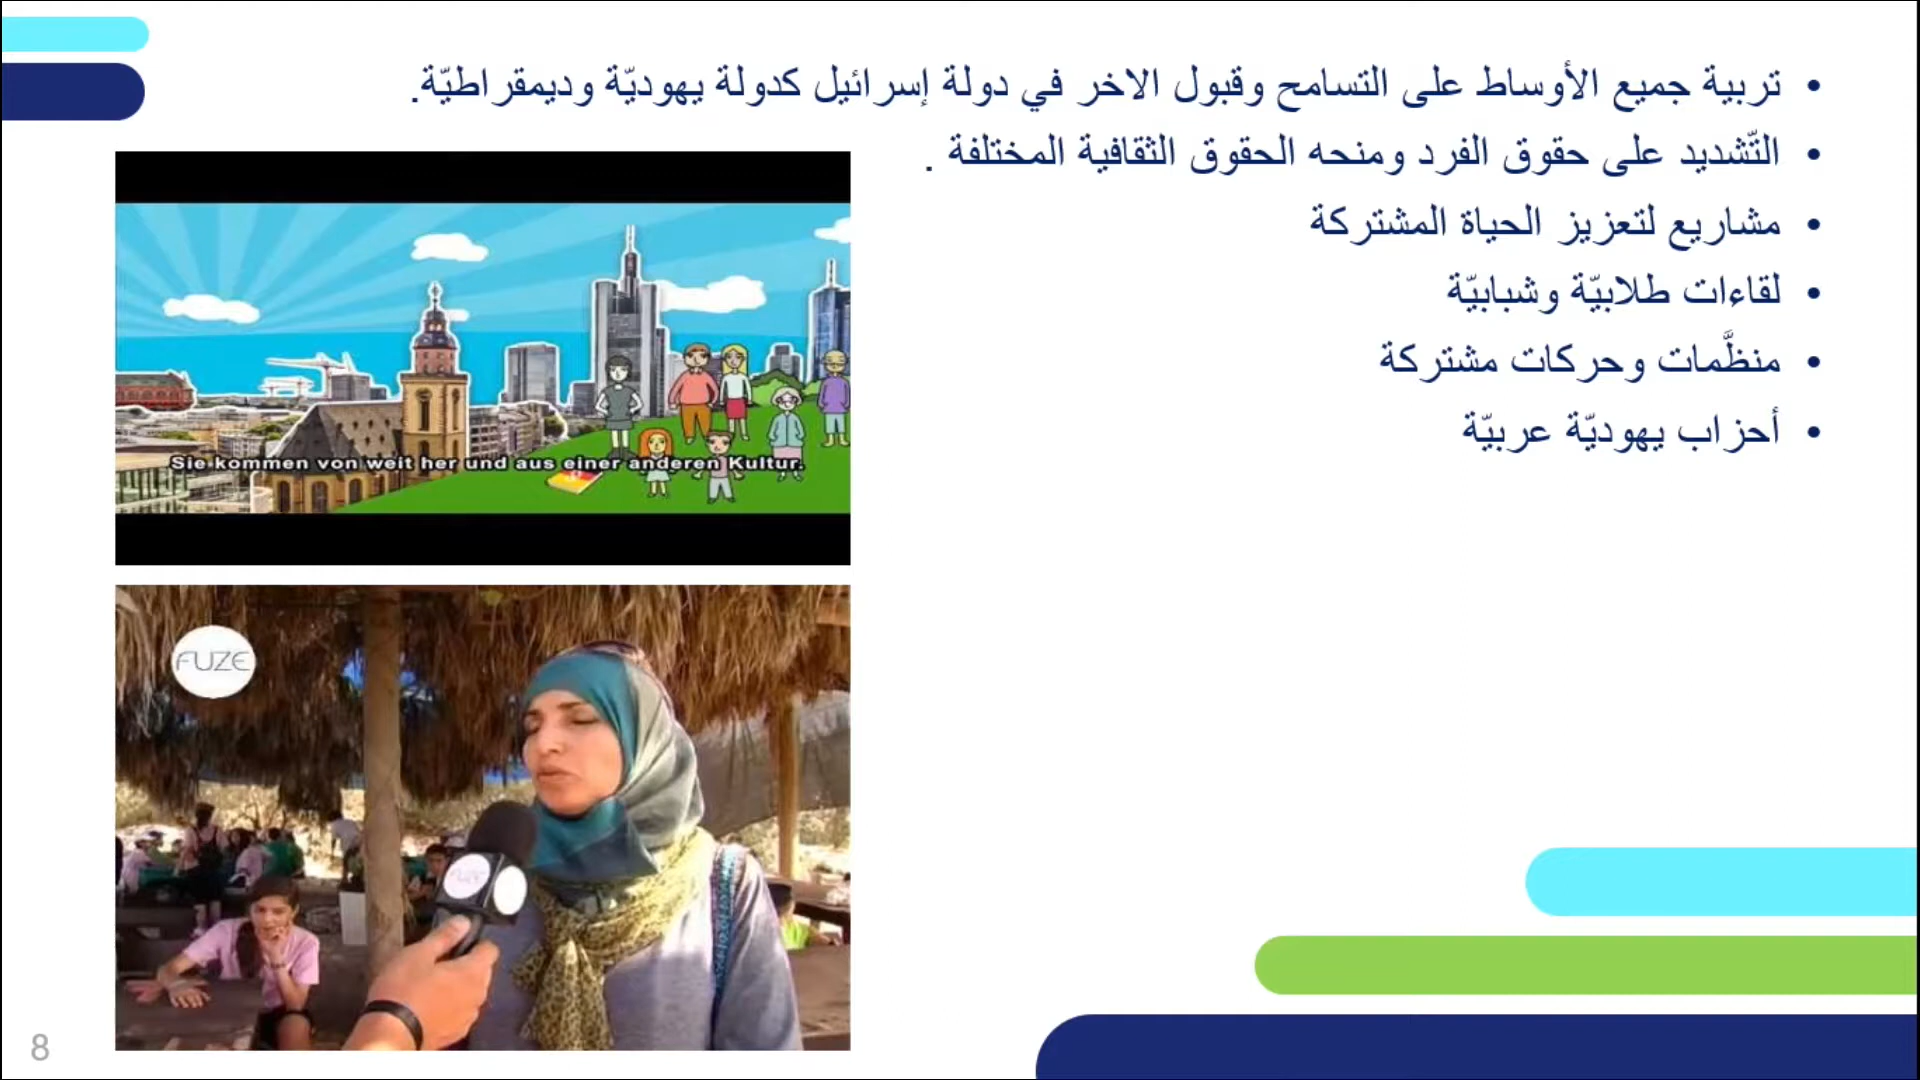 • تربية جميع الأوساط على التسامح وقبول الاخر في دولة إسرائيل كدولة يهوديّة وديمقراطيّة.
• التّشديد على حقوق الفرد ومنحه الحقوق الثقافية المختلفة .
• مشاريع لتعزيز الحياة المشتركة
• لقاءات طلابيّة وشبابيّة
• منظَّمات وحركات مشتركة
• أحزاب يهوديّة عربيّة
Sie kommen von weit her und aus einer anderen Kultur.
FUZE
8